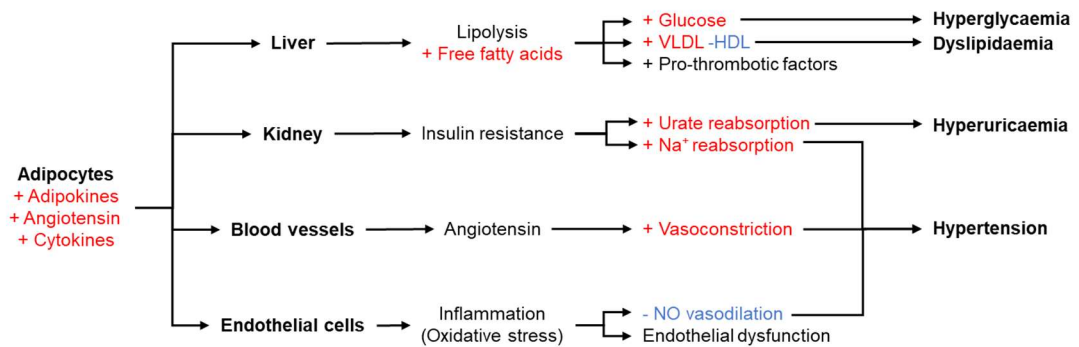 Adipocytes
+ Adipokines
+ Angiotensin
+ Cytokines
Liver
Lipolysis
+ Free fatty acids
+ Glucose
+ VLDL -HDL
+ Pro-thrombotic factors
Hyperglycaemia
Dyslipidaemia
Kidney
Insulin resistance
+ Urate reabsorption
+ Na⁺ reabsorption
Hyperuricaemia
Blood vessels
Angiotensin
+ Vasoconstriction
Hypertension
Endothelial cells
Inflammation
(Oxidative stress)
- NO vasodilation
Endothelial dysfunction